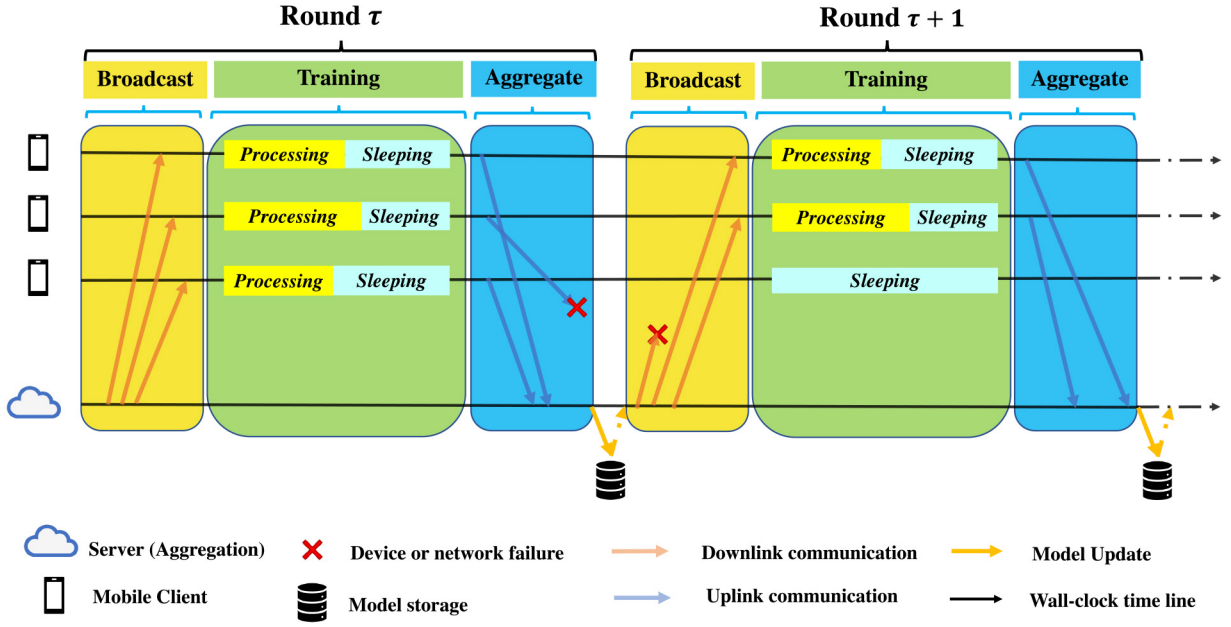 Round τ
Round τ + 1
Broadcast
Training
Aggregate
Broadcast
Training
Aggregate
Processing
Sleeping
Processing
Sleeping
Processing
Sleeping
Processing
Sleeping
Processing
Sleeping
Sleeping
Server (Aggregation)
Device or network failure
Downlink communication
Model Update
Mobile Client
Model storage
Uplink communication
Wall-clock time line